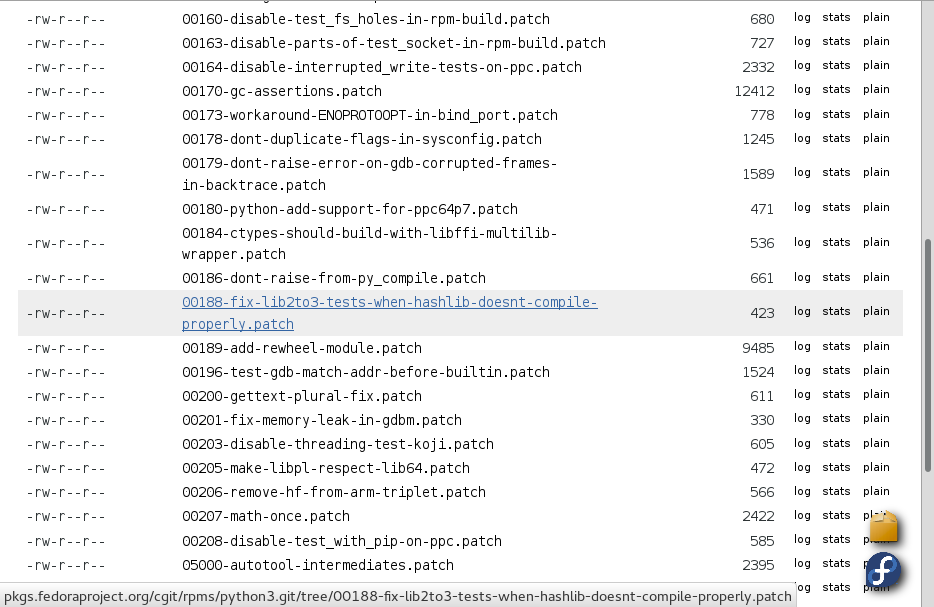 -rw-r--r-- 00160-disable-test_fs_holes-in-rpm-build.patch 680 log stats plain
-rw-r--r-- 00163-disable-parts-of-test_socket-in-rpm-build.patch 727 log stats plain
-rw-r--r-- 00164-disable-interrupted_write-tests-on-ppc.patch 2332 log stats plain
-rw-r--r-- 00170-gc-assertions.patch 12412 log stats plain
-rw-r--r-- 00173-workaround-ENOPROTOOPT-in-bind_port.patch 778 log stats plain
-rw-r--r-- 00178-dont-duplicate-flags-in-sysconfig.patch 1245 log stats plain
00179-dont-raise-error-on-gdb-corrupted-frames-
-rw-r--r-- in-backtrace.patch 1589 log stats plain
-rw-r--r-- 00180-python-add-support-for-ppc64p7.patch 471 log stats plain
00184-ctypes-should-build-with-libffi-multilib-
-rw-r--r-- wrapper.patch 536 log stats plain
-rw-r--r-- 00186-dont-raise-from-py_compile.patch 661 log stats plain
00188-fix-lib2to3-tests-when-hashlib-doesnt-compile-
-rw-r--r-- properly.patch 423 log stats plain
-rw-r--r-- 00189-add-rewheel-module.patch 9485 log stats plain
-rw-r--r-- 00196-test-gdb-match-addr-before-builtin.patch 1524 log stats plain
-rw-r--r-- 00200-gettext-plural-fix.patch 611 log stats plain
-rw-r--r-- 00201-fix-memory-leak-in-gdbm.patch 330 log stats plain
-rw-r--r-- 00203-disable-threading-test-koji.patch 605 log stats plain
-rw-r--r-- 00205-make-libpl-respect-lib64.patch 472 log stats plain
-rw-r--r-- 00206-remove-hf-from-arm-triplet.patch 566 log stats plain
-rw-r--r-- 00207-math-once.patch 2422 log stats plain
-rw-r--r-- 00208-disable-test_with_pip-on-ppc.patch 585 log stats plain
-rw-r--r-- 05000-autotool-intermediates.patch 2395 log stats plain
log stats plain
pkgs.fedoraproject.org/cgit/rpms/python3.git/tree/00188-fix-lib2to3-tests-when-hashlib-doesnt-compile-properly.patch